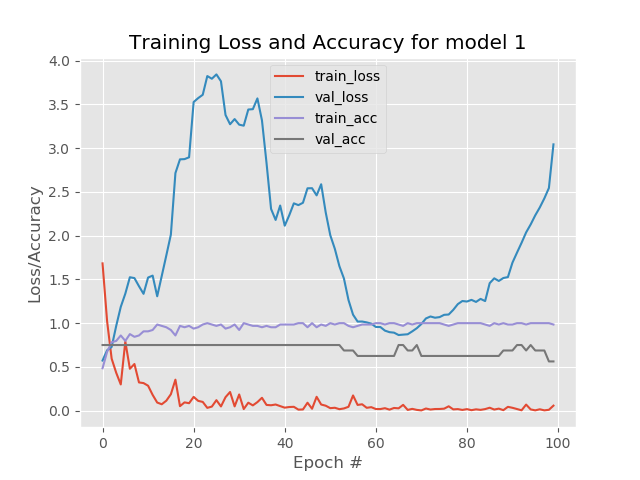 Training Loss and Accuracy for model 1
train_loss
val_loss
train_acc
val_acc
Loss/Accuracy
4.0
3.5
3.0
2.5
2.0
1.5
1.0
0.5
0.0
0 20 40 60 80 100
Epoch #